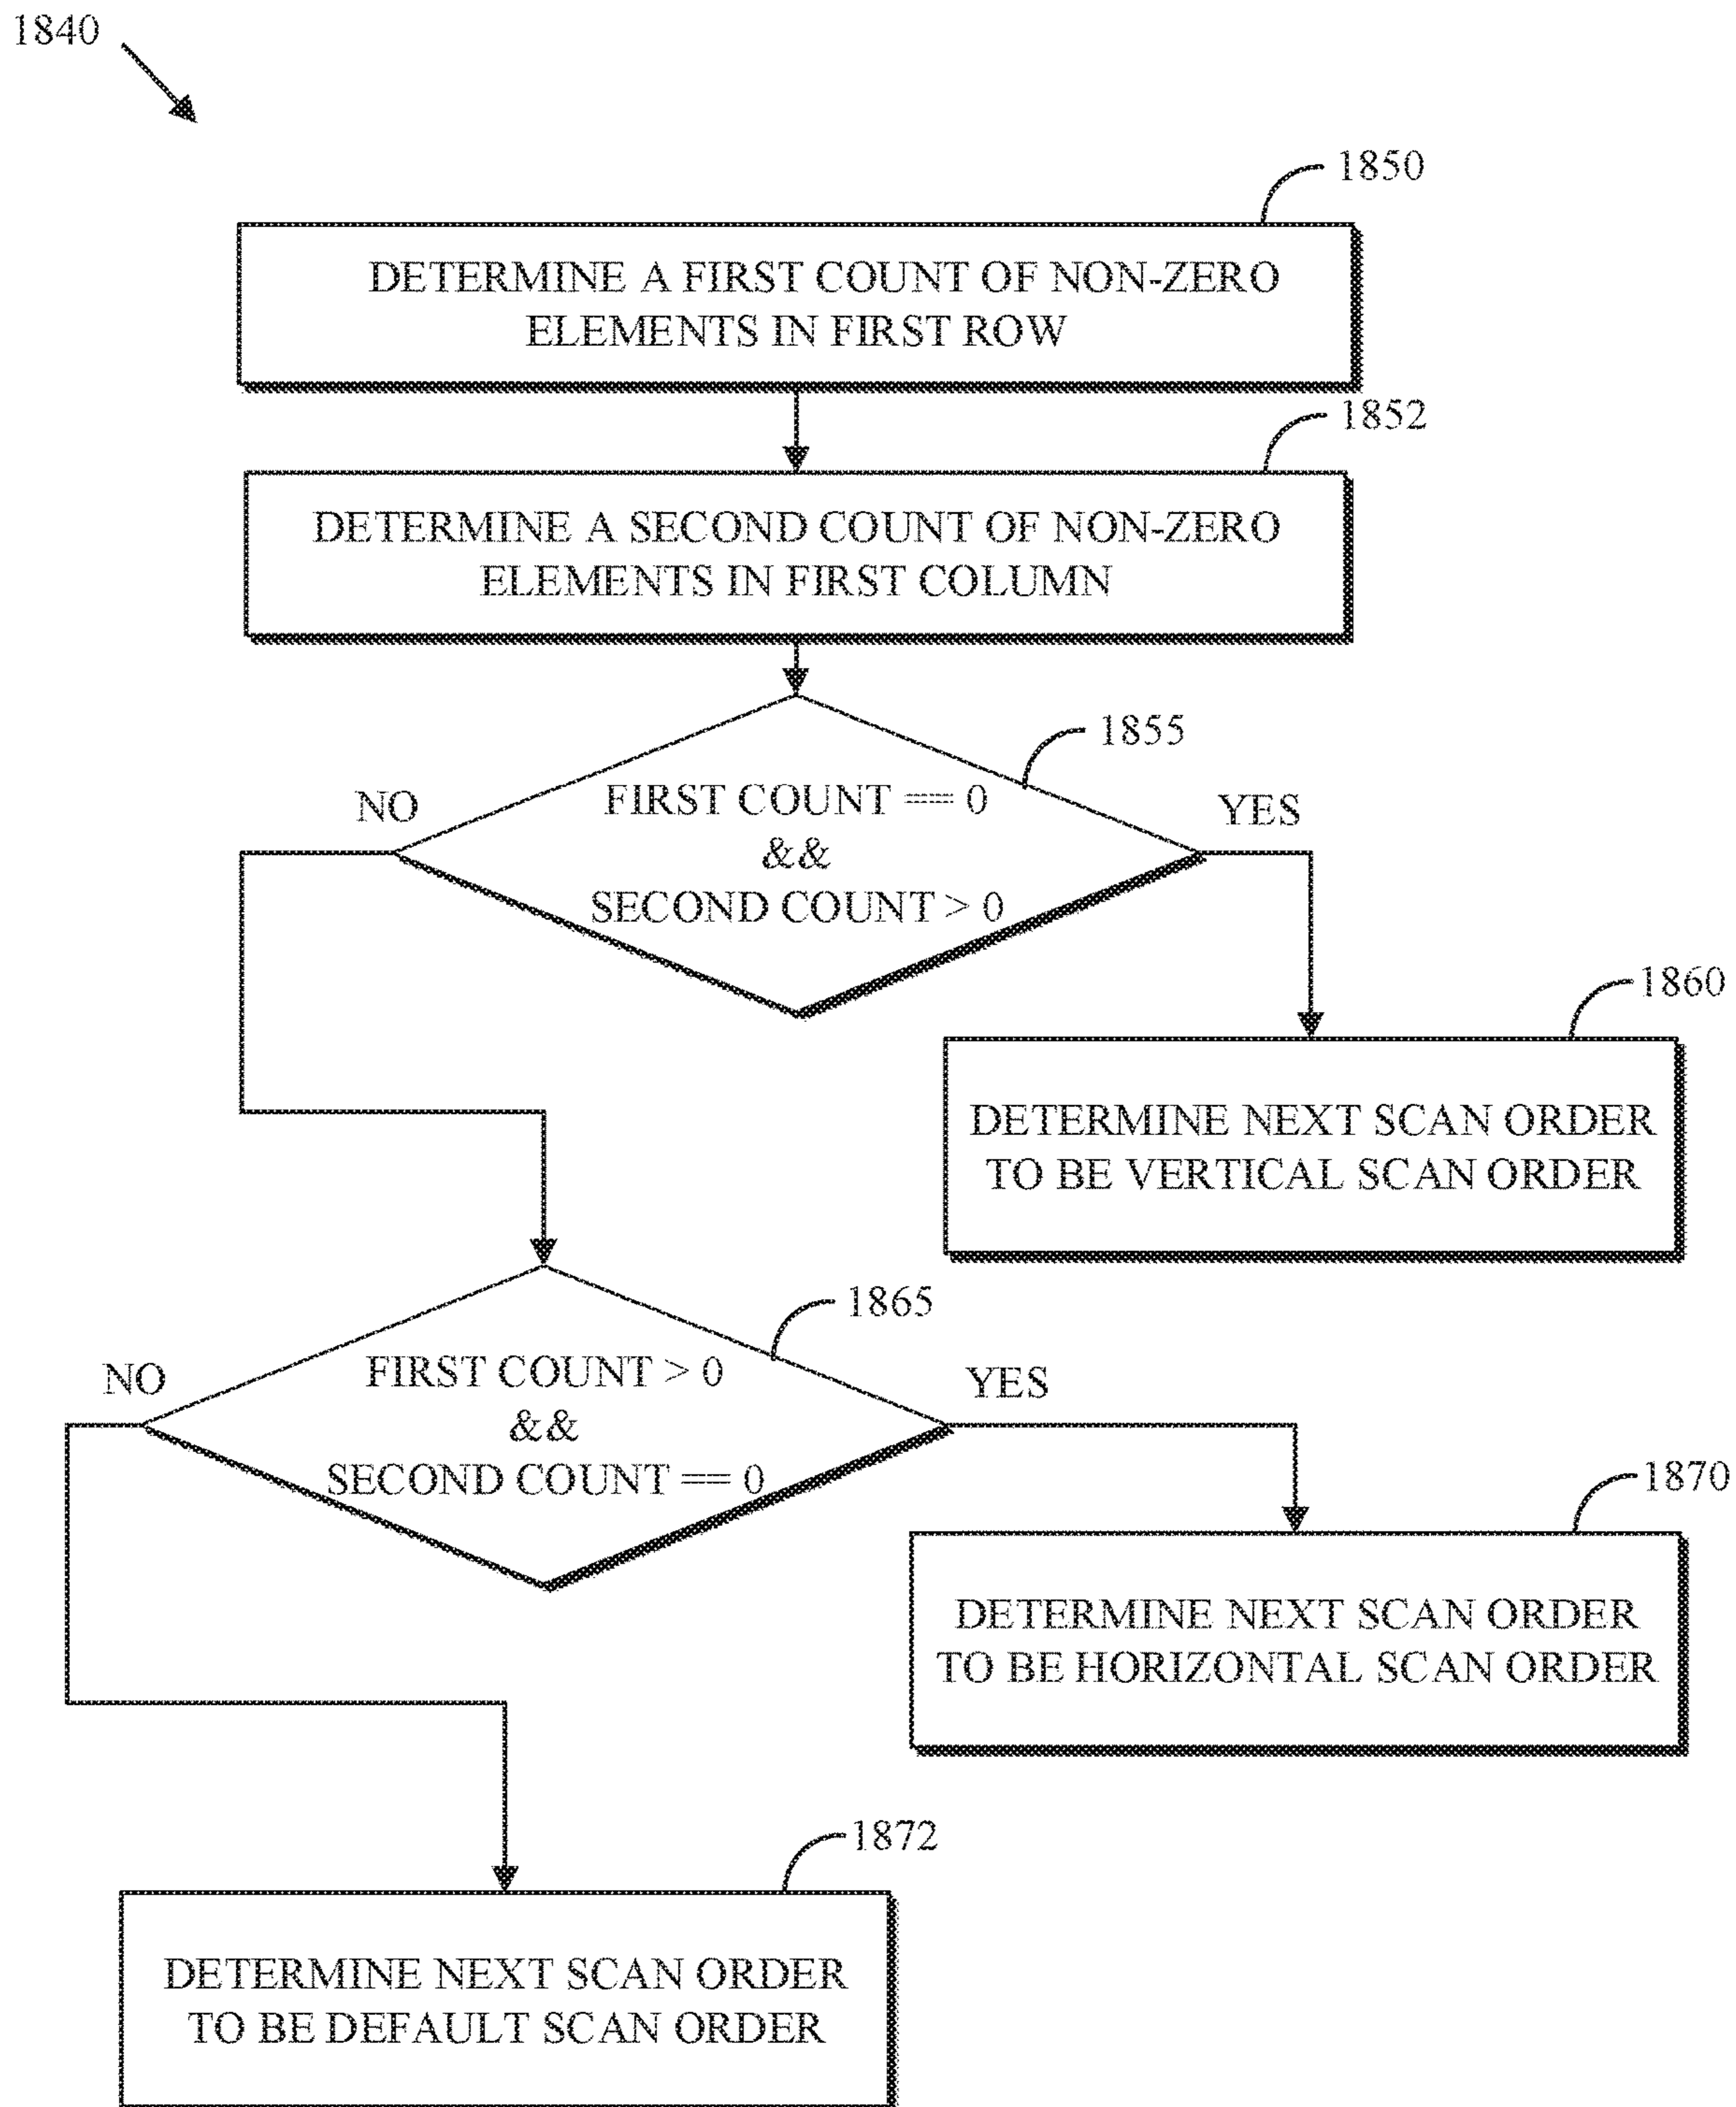 1840
1850
DETERMINE A FIRST COUNT OF NON-ZERO
ELEMENTS IN FIRST ROW
1852
DETERMINE A SECOND COUNT OF NON-ZERO
ELEMENTS IN FIRST COLUMN
1855
NO
FIRST COUNT == 0
&&
SECOND COUNT > 0
YES
1860
DETERMINE NEXT SCAN ORDER
TO BE VERTICAL SCAN ORDER
1865
NO
FIRST COUNT > 0
&&
SECOND COUNT == 0
YES
1870
DETERMINE NEXT SCAN ORDER
TO BE HORIZONTAL SCAN ORDER
1872
DETERMINE NEXT SCAN ORDER
TO BE DEFAULT SCAN ORDER